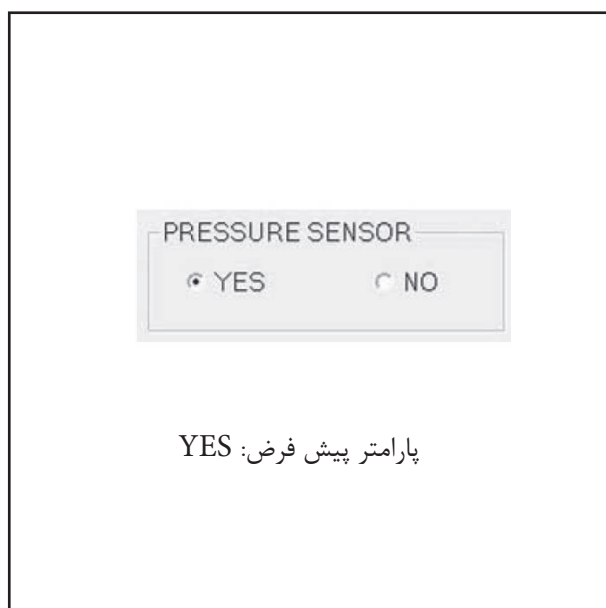 PRESSURE SENSOR
YES NO
پارامتر پیش فرض: YES